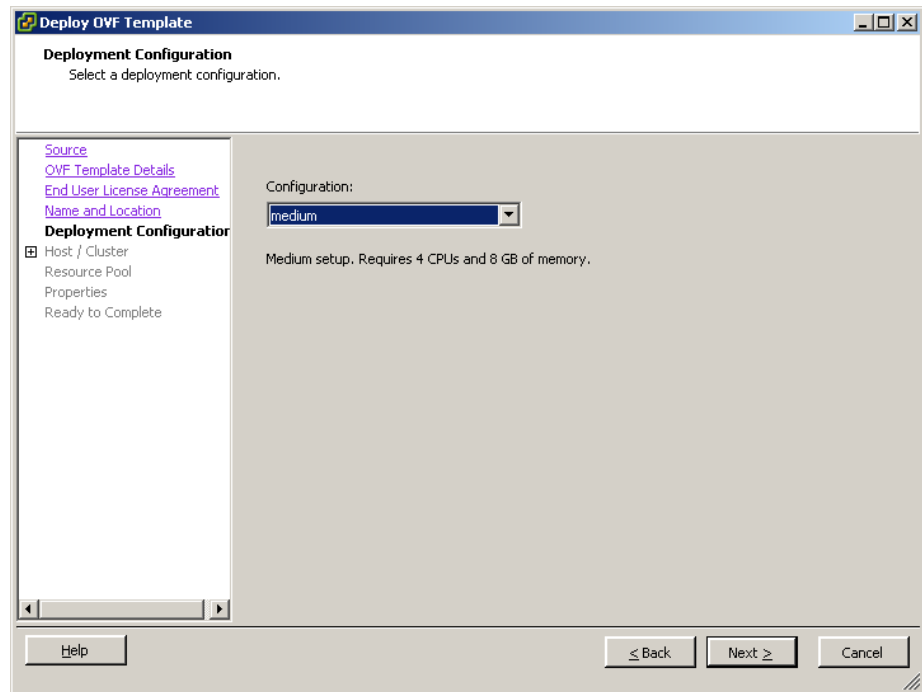 Deploy OVF Template
Deployment Configuration
Select a deployment configuration.
Source
OVF Template Details
End User License Agreement
Name and Location
Deployment Configuration
Host / Cluster
Resource Pool
Properties
Ready to Complete
Configuration:
medium
Medium setup. Requires 4 CPUs and 8 GB of memory.
Help
< Back
Next >
Cancel